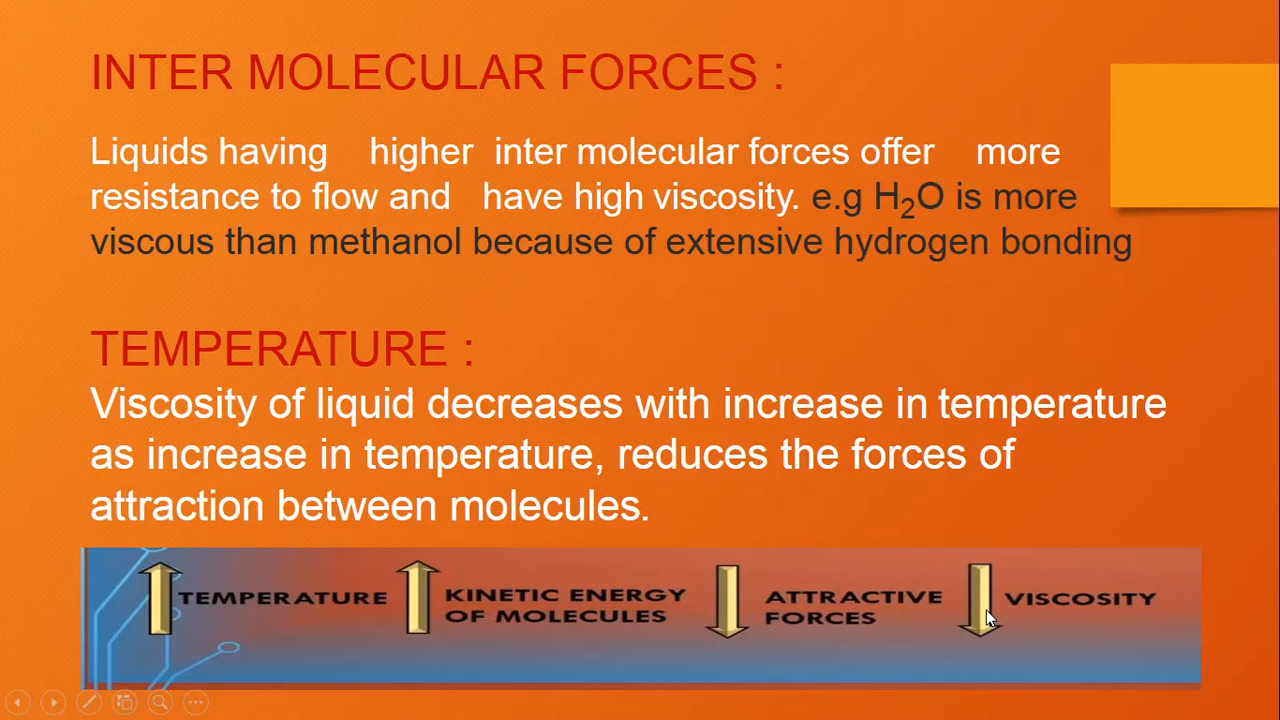 INTER MOLECULAR FORCES :
Liquids having higher inter molecular forces offer more
resistance to flow and have high viscosity. e.g H₂O is more
viscous than methanol because of extensive hydrogen bonding
TEMPERATURE :
Viscosity of liquid decreases with increase in temperature
as increase in temperature, reduces the forces of
attraction between molecules.
TEMPERATURE
KINETIC ENERGY
OF MOLECULES
ATTRACTIVE
FORCES
VISCOSITY